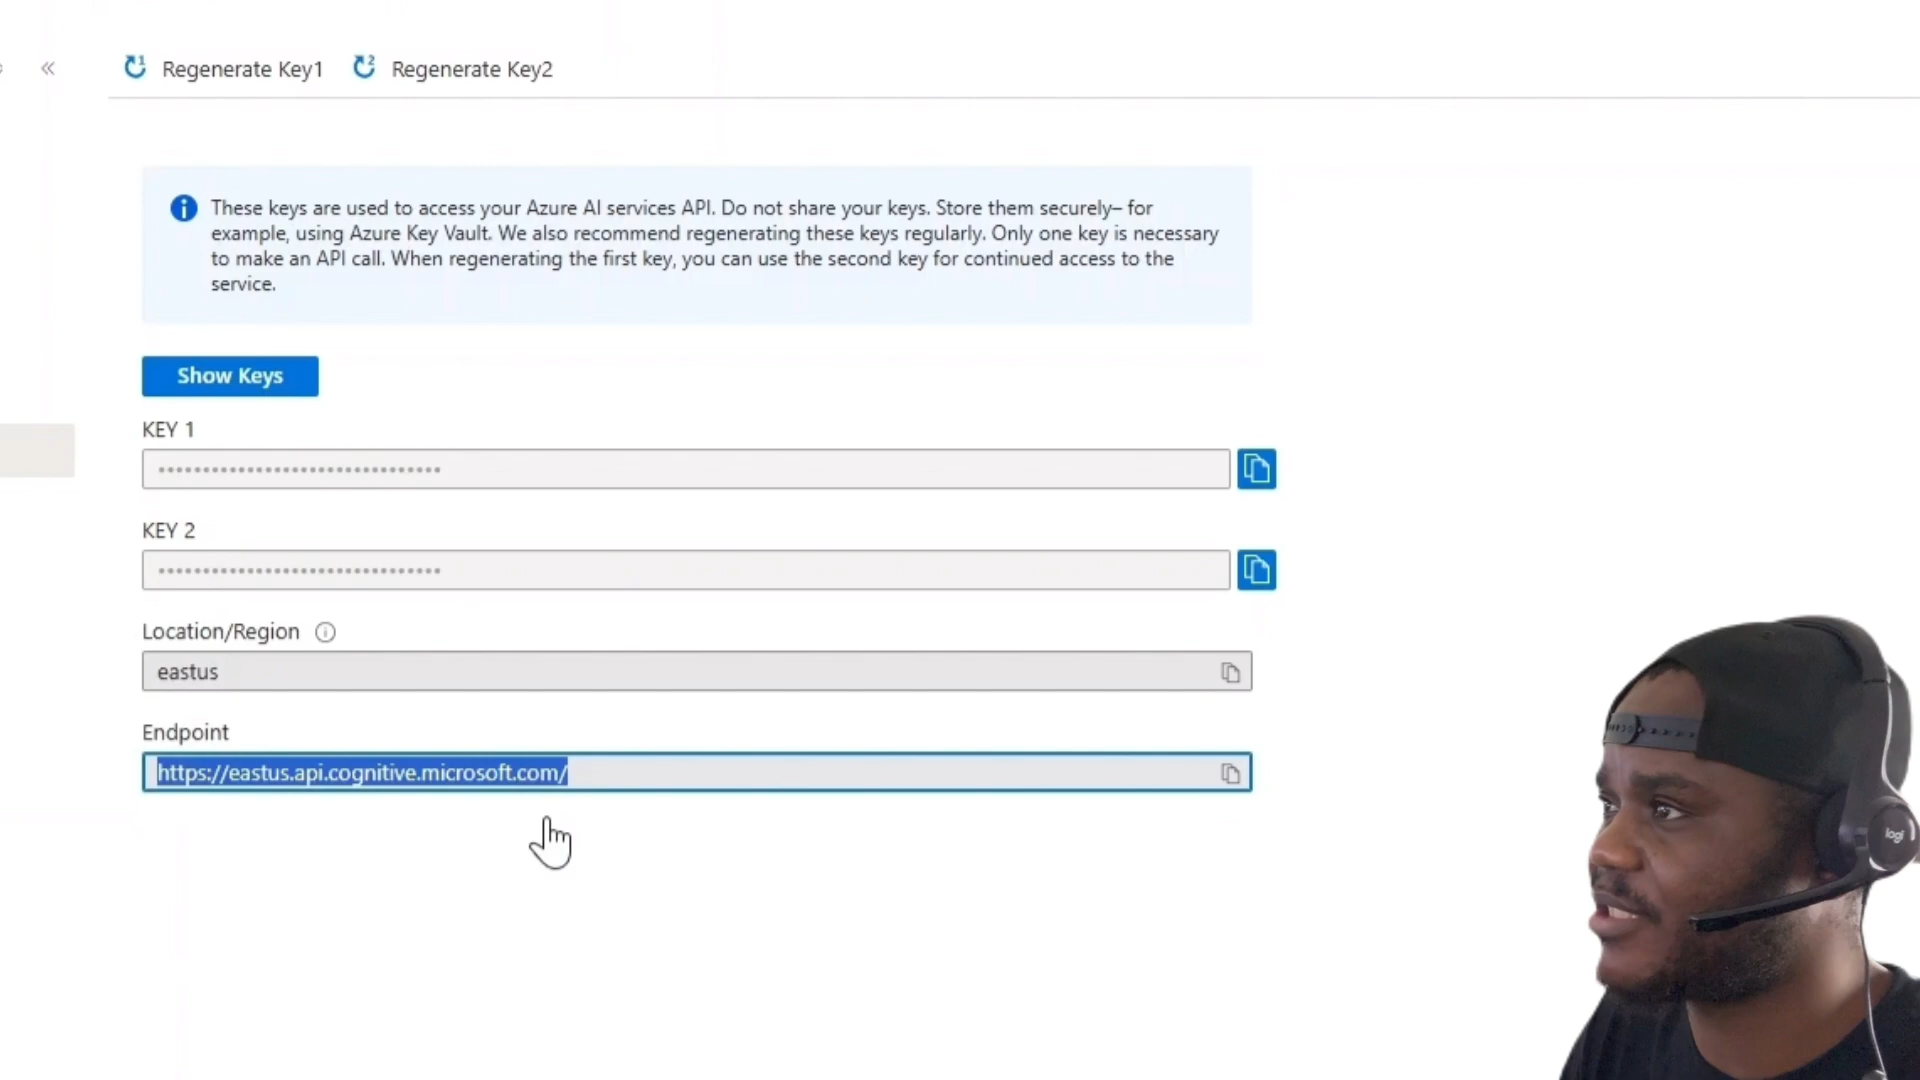 Regenerate Key1 Regenerate Key2
These keys are used to access your Azure AI services API. Do not share your keys. Store them securely– for
example, using Azure Key Vault. We also recommend regenerating these keys regularly. Only one key is necessary
to make an API call. When regenerating the first key, you can use the second key for continued access to the
service.
Show Keys
KEY 1
••••••••••••••••••••••••••••••••
KEY 2
••••••••••••••••••••••••••••••••
Location/Region
eastus
Endpoint
https://eastus.api.cognitive.microsoft.com/
logi